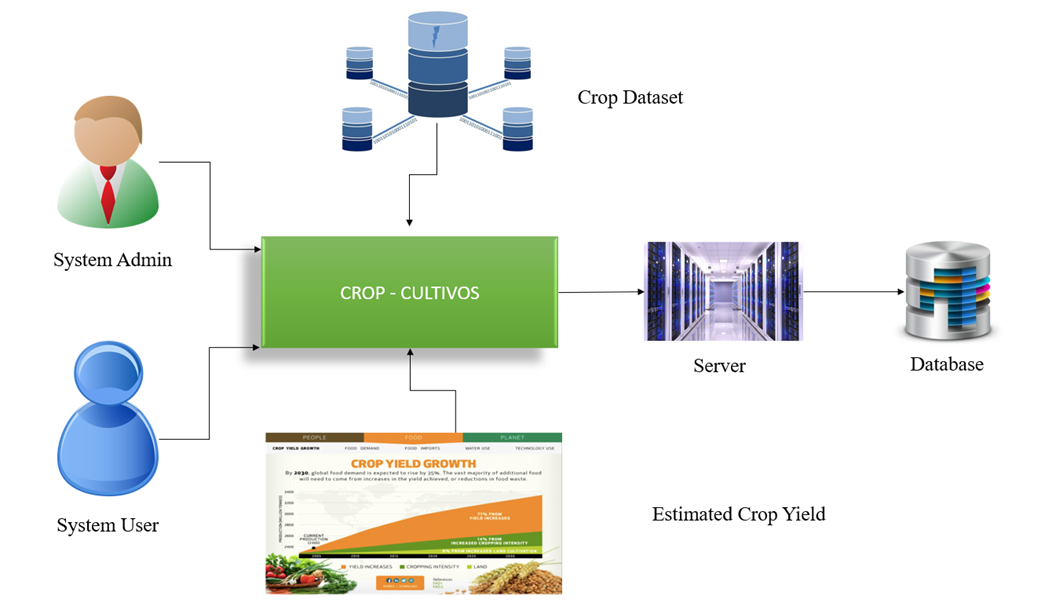 Crop Dataset
System Admin
CROP - CULTIVOS
Server
Database
System User
PEOPLE FOOD PLANET
CROP YIELD GROWTH FOOD DEMAND FOOD IMPORTS WATER USE TECHNOLOGY USE
CROP YIELD GROWTH
By 2030, global food demand is expected to rise by 35%. The vast majority of additional food
will need to come from increases in the yield achieved, or reductions in food waste.
71% FROM
YIELD INCREASES
CURRENT
PRODUCTION
16% FROM
INCREASED CROPPING INTENSITY
FROM INCREASED LAND CULTIVATION
YIELD INCREASES CROPPING INTENSITY LAND
References
Estimated Crop Yield